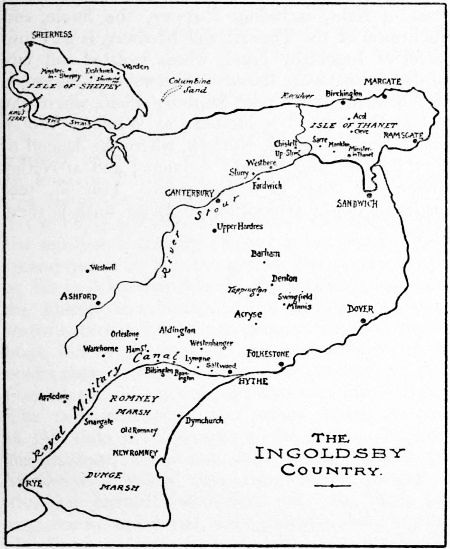 SHEERNESS
Minster-
in-Sheppey
Eastchurch
Warden
Shurland
ISLE OF SHEPPEY
KING'S
FERRY
THE SWALE
Columbine
Sand
Reculver
Birchington
MARGATE
Acol
ISLE OF THANET
Cleve
RAMSGATE
Sarre
Monkton
Minster
in Thanet
Chislet
Up Str.
Westbere
Sturry
Fordwich
CANTERBURY
SANDWICH
River Stour
Upper Hardres
Barham
Westwell
Denton
Tappington
Swingfield
Minnis
ASHFORD
Acryse
DOVER
Orlestone
Aldington
Warehorne
Ham St.
Westenhanger
Lympne
Saltwood
FOLKESTONE
Bilsington
Bonn-
ington
HYTHE
Royal Military Canal
Appledore
ROMNEY
MARSH
Snargate
Dymchurch
Old Romney
NEW ROMNEY
RYE
DUNGE
MARSH
THE
INGOLDSBY
COUNTRY.